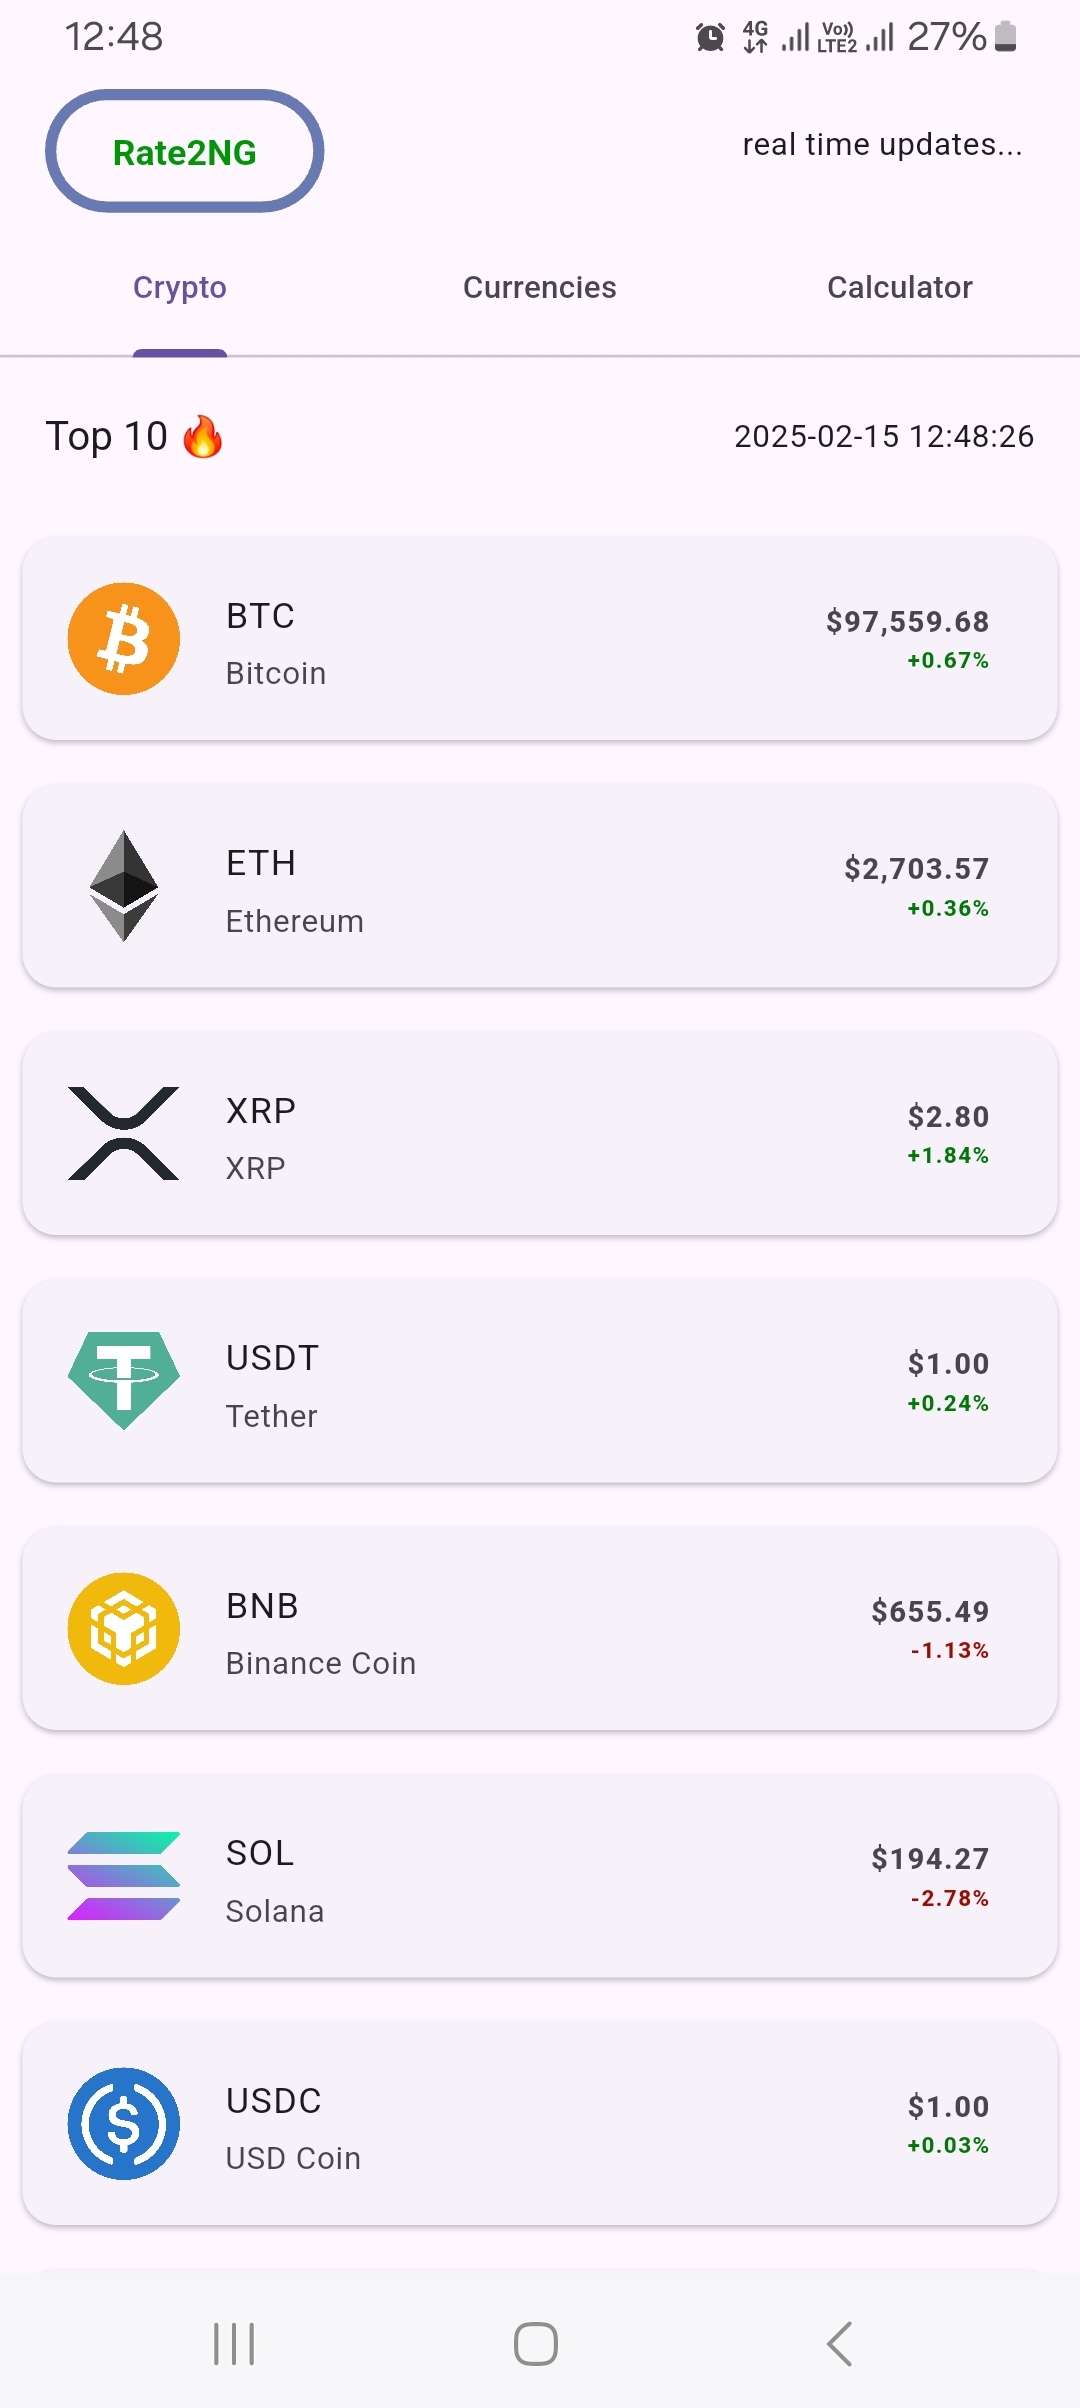 12:48
4G Vo)) LTE2 27%
Rate2NG
real time updates...
Crypto Currencies Calculator
Top 10 🔥 2025-02-15 12:48:26
BTC
Bitcoin
$97,559.68
+0.67%
ETH
Ethereum
$2,703.57
+0.36%
XRP
XRP
$2.80
+1.84%
USDT
Tether
$1.00
+0.24%
BNB
Binance Coin
$655.49
-1.13%
SOL
Solana
$194.27
-2.78%
USDC
USD Coin
$1.00
+0.03%